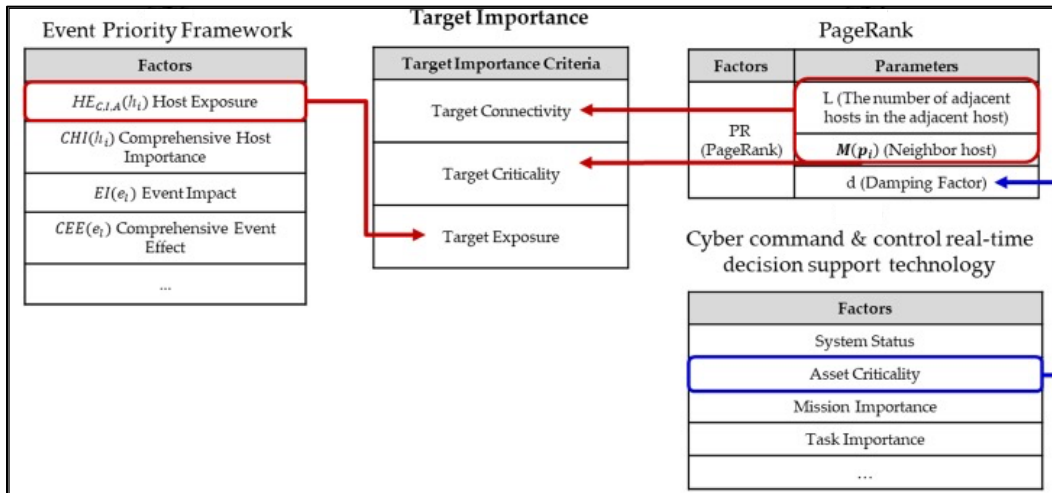 Event Priority Framework
Factors
HE_{C.I.A}(h_i) Host Exposure
CHI(h_i) Comprehensive Host
Importance
EI(e_l) Event Impact
CEE(e_l) Comprehensive Event
Effect
...
Target Importance
Target Importance Criteria
Target Connectivity
Target Criticality
Target Exposure
PageRank
Factors
Parameters
PR
(PageRank)
L (The number of adjacent
hosts in the adjacent host)
M(p_i) (Neighbor host)
d (Damping Factor)
Cyber command & control real-time
decision support technology
Factors
System Status
Asset Criticality
Mission Importance
Task Importance
...